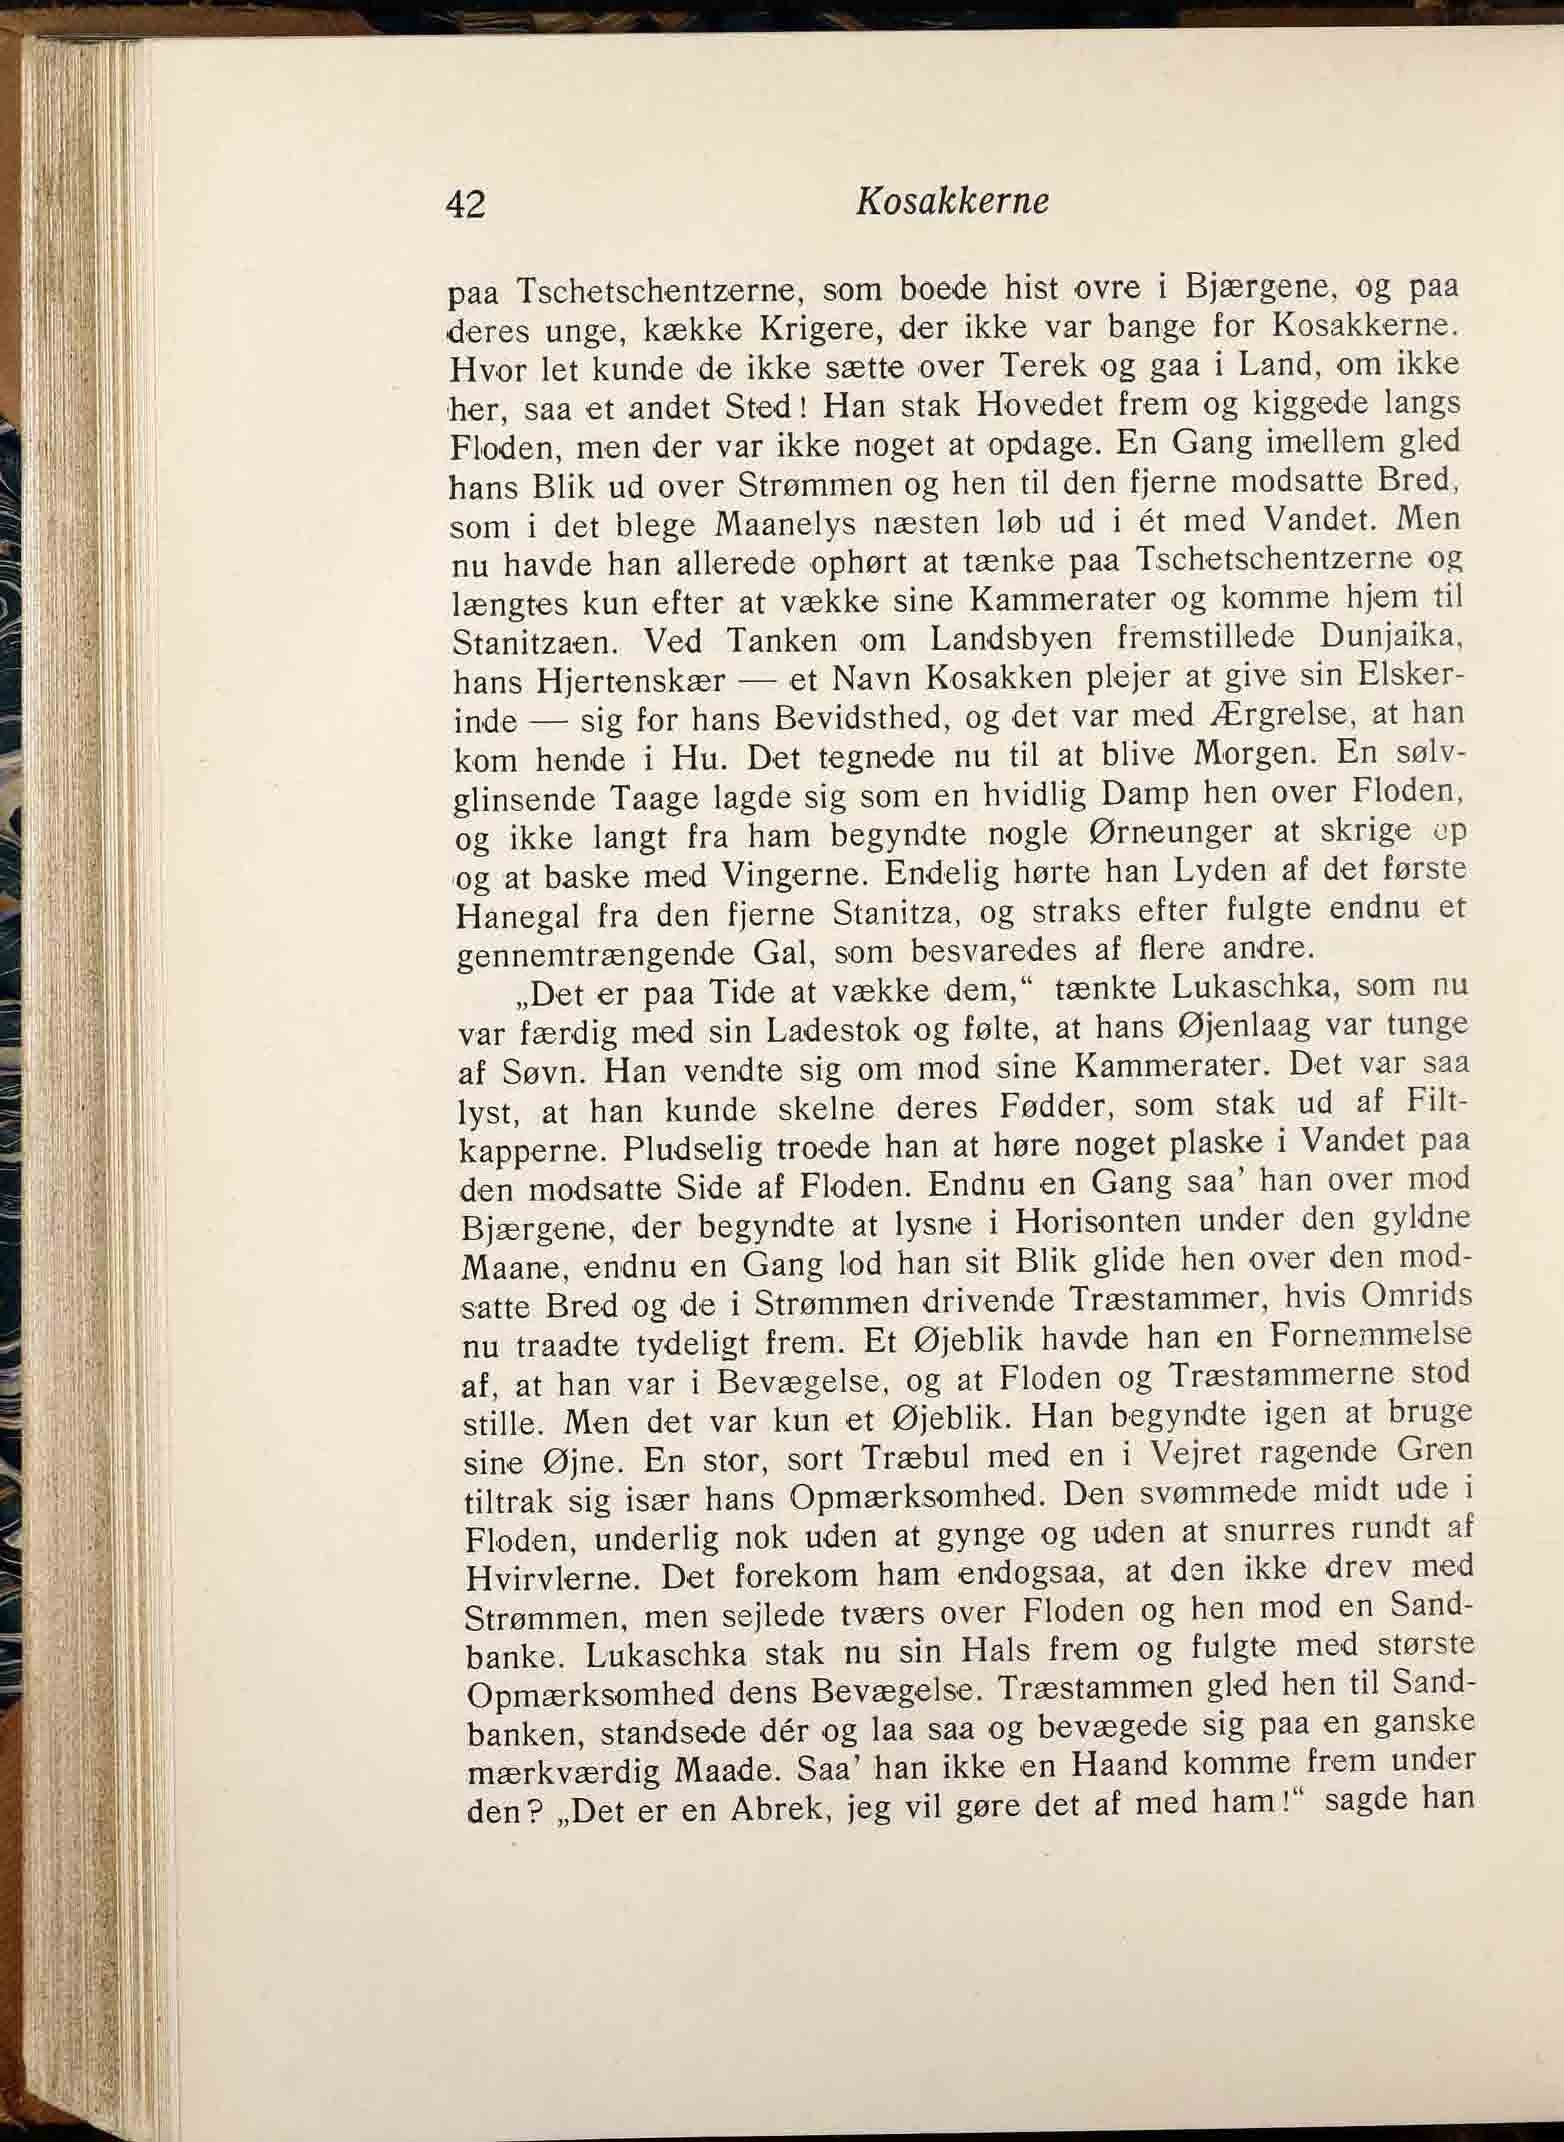 42
Kosakkerne
paa Tschetschentzerne, som boede hist ovre i Bjærgene, og paa
deres unge, kække Krigere, der ikke var bange for Kosakkerne.
Hvor let kunde de ikke sætte over Terek og gaa i Land, om ikke
her, saa et andet Sted! Han stak Hovedet frem og kiggede langs
Floden, men der var ikke noget at opdage. En Gang imellem gled
hans Blik ud over Strømmen og hen til den fjerne modsatte Bred,
som i det blege Maanelys næsten løb ud i ét med Vandet. Men
nu havde han allerede ophørt at tænke paa Tschetschentzerne og
længtes kun efter at vække sine Kammerater og komme hjem til
Stanitzaen. Ved Tanken om Landsbyen fremstillede Dunjaika,
hans Hjertenskær — et Navn Kosakken plejer at give sin Elsker-
inde — sig for hans Bevidsthed, og det var med Ærgrelse, at han
kom hende i Hu. Det tegnede nu til at blive Morgen. En sølv-
glinsende Taage lagde sig som en hvidlig Damp hen over Floden,
og ikke langt fra ham begyndte nogle Ørneunger at skrige op
og at baske med Vingerne. Endelig hørte han Lyden af det første
Hanegal fra den fjerne Stanitza, og straks efter fulgte endnu et
gennemtrængende Gal, som besvaredes af flere andre.
„Det er paa Tide at vække dem,“ tænkte Lukaschka, som nu
var færdig med sin Ladestok og følte, at hans Øjenlaag var tunge
af Søvn. Han vendte sig om mod sine Kammerater. Det var saa
lyst, at han kunde skelne deres Fødder, som stak ud af Filt-
kapperne. Pludselig troede han at høre noget plaske i Vandet paa
den modsatte Side af Floden. Endnu en Gang saa’ han over mod
Bjærgene, der begyndte at lysne i Horisonten under den gyldne
Maane, endnu en Gang lod han sit Blik glide hen over den mod-
satte Bred og de i Strømmen drivende Træstammer, hvis Omrids
nu traadte tydeligt frem. Et Øjeblik havde han en Fornemmelse
af, at han var i Bevægelse, og at Floden og Træstammerne stod
stille. Men det var kun et Øjeblik. Han begyndte igen at bruge
sine Øjne. En stor, sort Træbul med en i Vejret ragende Gren
tiltrak sig især hans Opmærksomhed. Den svømmede midt ude i
Floden, underlig nok uden at gynge og uden at snurres rundt af
Hvirvlerne. Det forekom ham endogsaa, at den ikke drev med
Strømmen, men sejlede tværs over Floden og hen mod en Sand-
banke. Lukaschka stak nu sin Hals frem og fulgte med største
Opmærksomhed dens Bevægelse. Træstammen gled hen til Sand-
banken, standsede dér og laa saa og bevægede sig paa en ganske
mærkværdig Maade. Saa’ han ikke en Haand komme frem under
den? „Det er en Abrek, jeg vil gøre det af med ham!“ sagde han